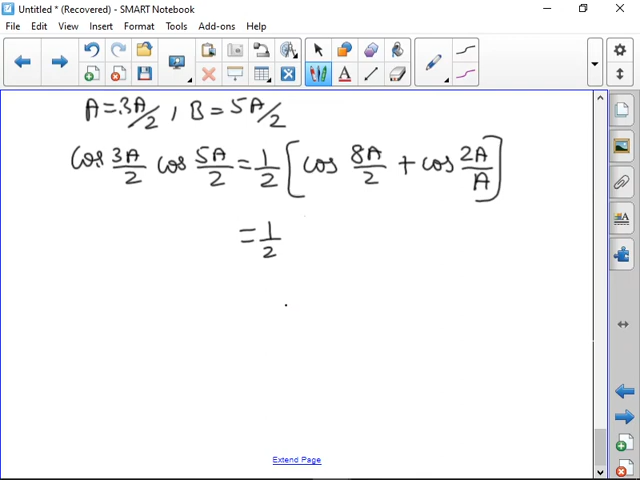 Untitled * (Recovered) - SMART Notebook
File Edit View Insert Format Tools Add-ons Help
A = 3A/2 , B = 5A/2
cos 3A/2 cos 5A/2 = 1/2 [ cos 8A/2 + cos 2A/A ]
= 1/2
Extend Page